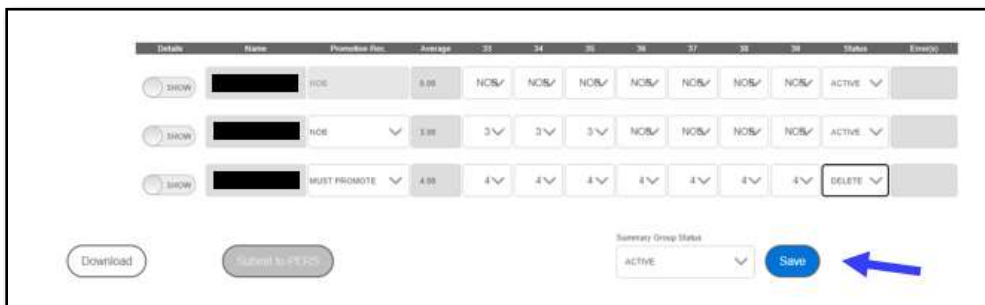 Details Name Promotion Rec. Average 33 34 35 36 37 38 39 Status Error(s)
SHOW NOB 0.00 NOB NOB NOB NOB NOB NOB NOB ACTIVE
SHOW NOB 3.00 3 3 3 NOB NOB NOB NOB ACTIVE
SHOW MUST PROMOTE 4.00 4 4 4 4 4 4 4 DELETE
Summary Group Status
Download Submit to PERS ACTIVE Save